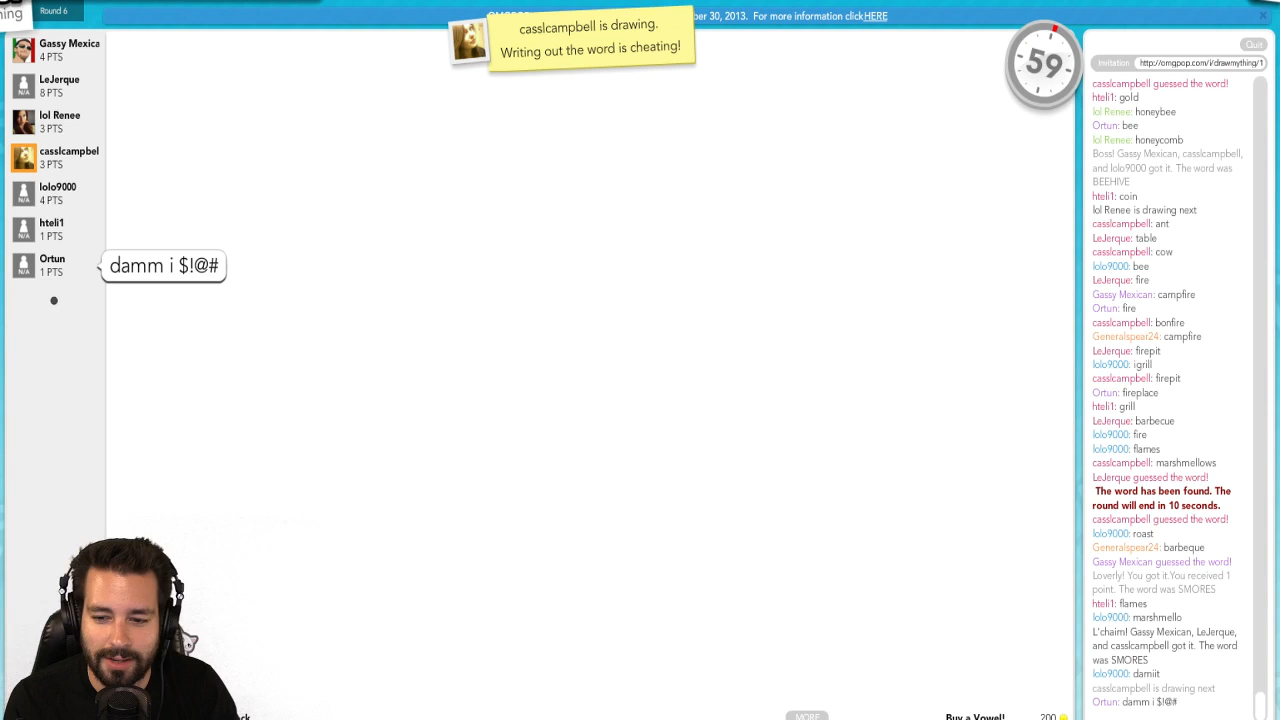 hing
Round 6
casslcampbell is drawing.
Writing out the word is cheating!
ber 30, 2013. For more information click HERE
59
Gassy Mexica
4 PTS
LeJerque
8 PTS
lol Renee
3 PTS
casslcampbel
3 PTS
lolo9000
4 PTS
hteli1
1 PTS
Ortun
1 PTS
N/A
N/A
N/A
N/A
damm i $!@#
Quit
Invitation http://omgpop.com/i/drawmything/1
casslcampbell guessed the word!
hteli1: gold
lol Renee: honeybee
Ortun: bee
lol Renee: honeycomb
Boss! Gassy Mexican, casslcampbell,
and lolo9000 got it. The word was
BEEHIVE
hteli1: coin
lol Renee is drawing next
casslcampbell: ant
LeJerque: table
casslcampbell: cow
lolo9000: bee
LeJerque: fire
Gassy Mexican: campfire
Ortun: fire
casslcampbell: bonfire
Generalspear24: campfire
LeJerque: firepit
lolo9000: igrill
casslcampbell: firepit
Ortun: fireplace
hteli1: grill
LeJerque: barbecue
lolo9000: fire
lolo9000: flames
casslcampbell: marshmellows
LeJerque guessed the word!
The word has been found. The
round will end in 10 seconds.
casslcampbell guessed the word!
lolo9000: roast
Generalspear24: barbeque
Gassy Mexican guessed the word!
Loverly! You got it.You received 1
point. The word was SMORES
hteli1: flames
lolo9000: marshmello
L'chaim! Gassy Mexican, LeJerque,
and casslcampbell got it. The word
was SMORES
lolo9000: damiit
casslcampbell is drawing next
Ortun: damm i $!@#
ck
MORE
Buy a Vowel! 200